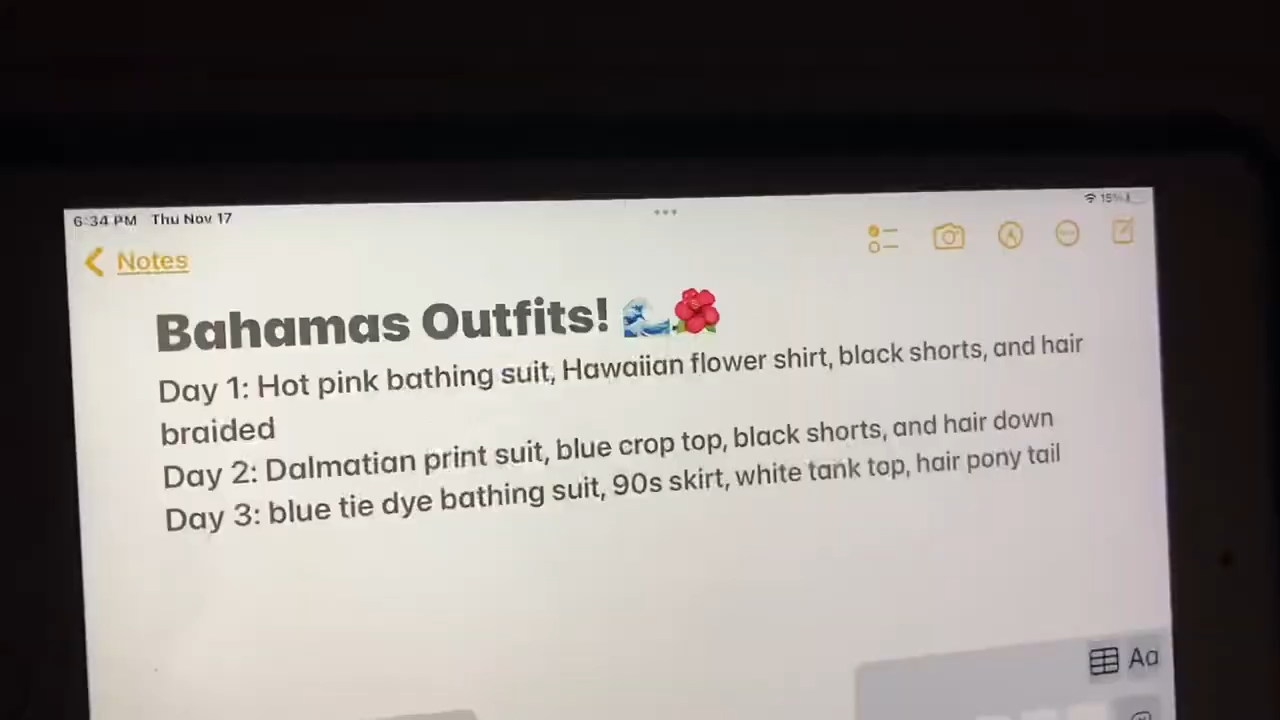 6:34 PM Thu Nov 17
15%
Notes
Bahamas Outfits! 🌊🌺
Day 1: Hot pink bathing suit, Hawaiian flower shirt, black shorts, and hair
braided
Day 2: Dalmatian print suit, blue crop top, black shorts, and hair down
Day 3: blue tie dye bathing suit, 90s skirt, white tank top, hair pony tail
Aa